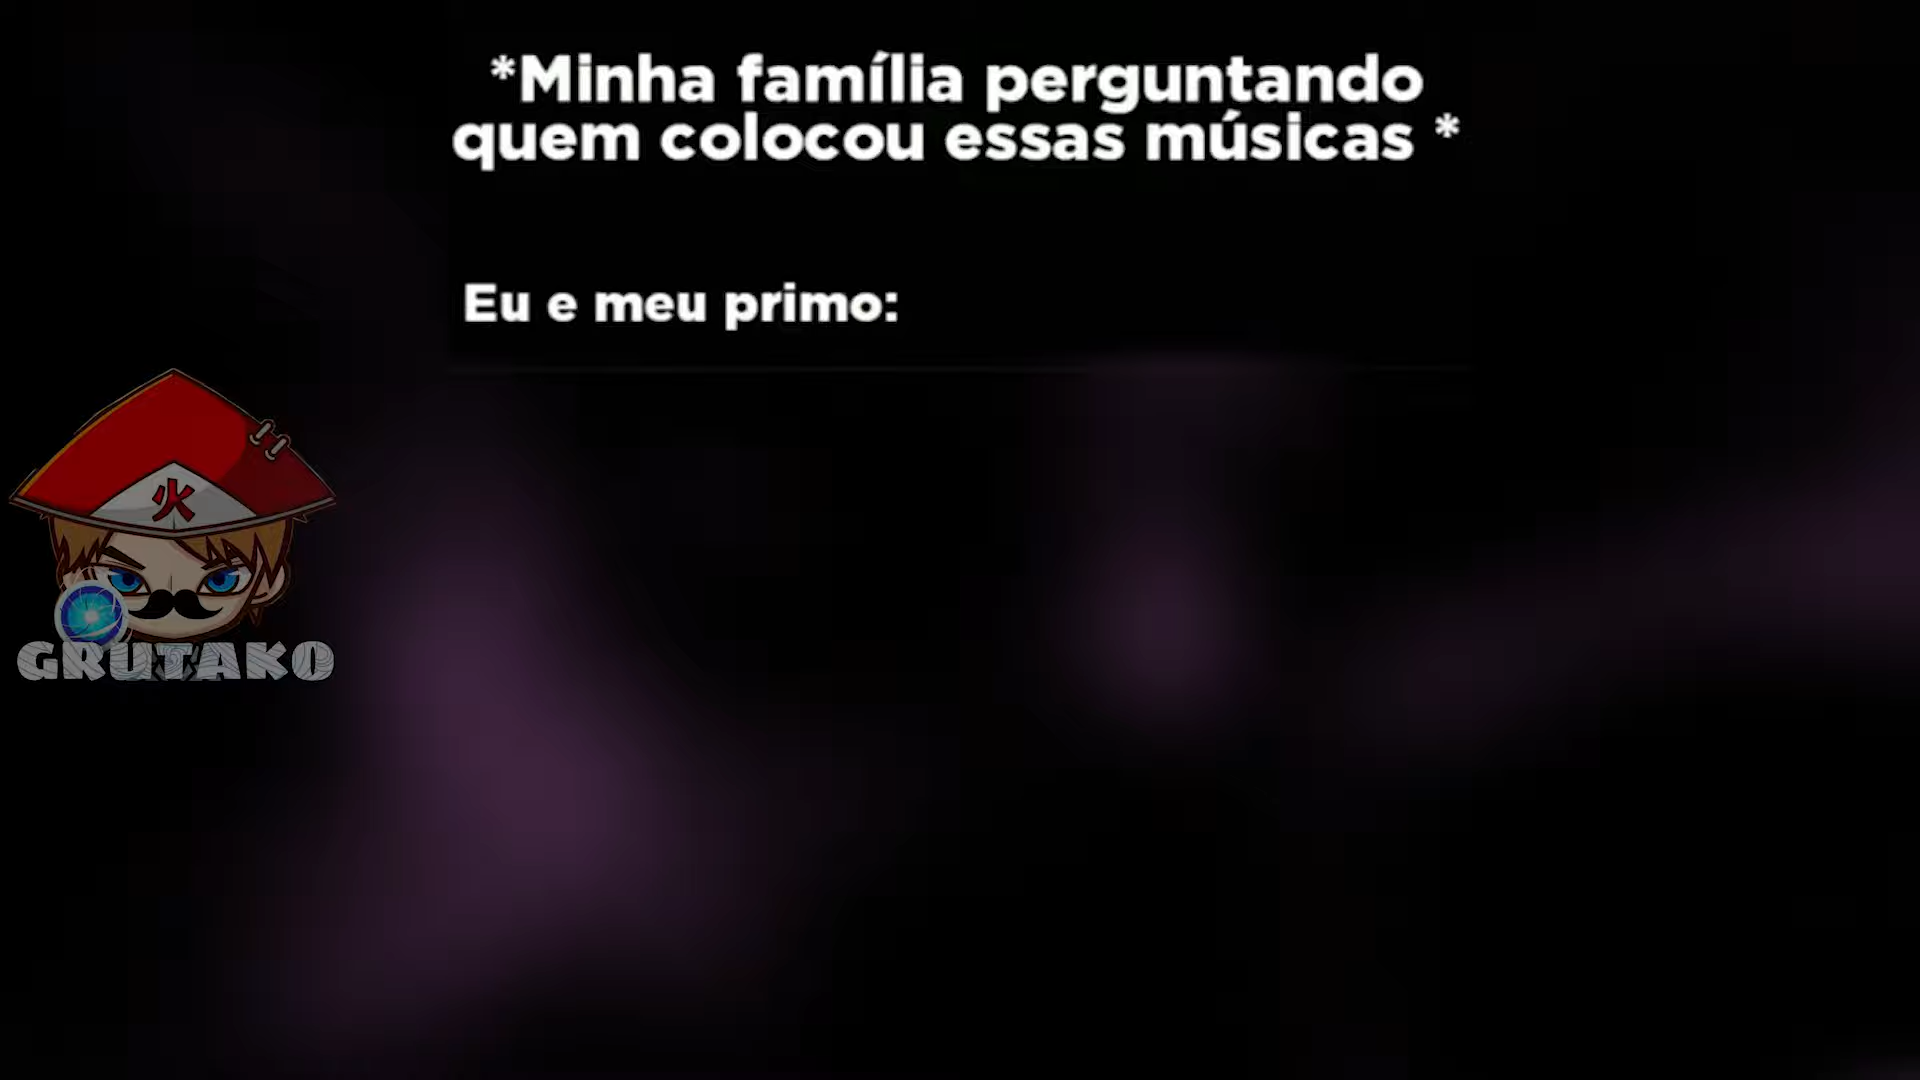 *Minha família perguntando
quem colocou essas músicas *
Eu e meu primo:
火
GRUTAKO